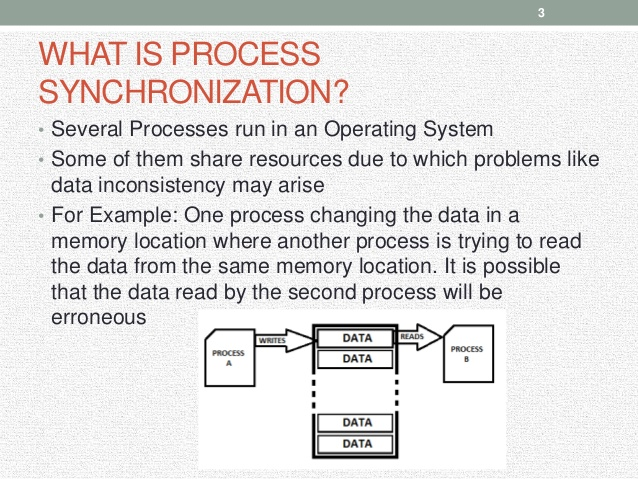 3
WHAT IS PROCESS
SYNCHRONIZATION?
• Several Processes run in an Operating System
• Some of them share resources due to which problems like
data inconsistency may arise
• For Example: One process changing the data in a
memory location where another process is trying to read
the data from the same memory location. It is possible
that the data read by the second process will be
erroneous
PROCESS
A
WRITES
DATA
DATA
DATA
DATA
READS
PROCESS
B